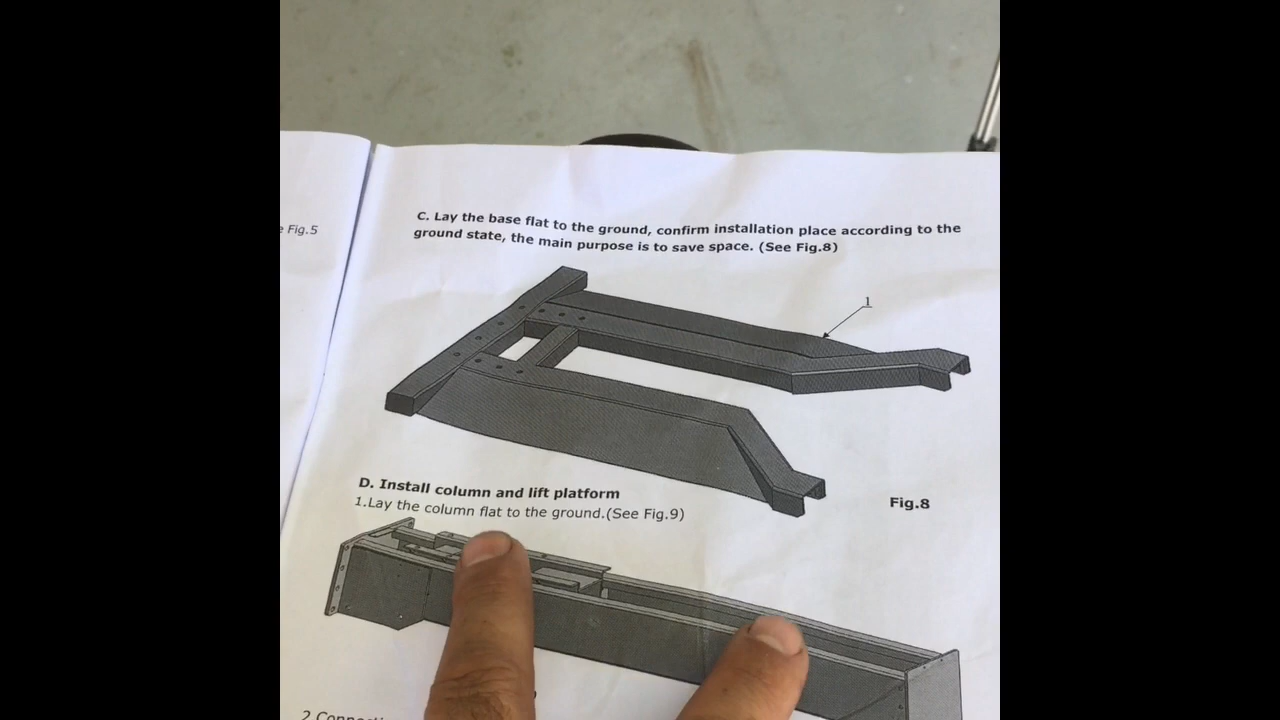 Fig.5
C. Lay the base flat to the ground, confirm installation place according to the
ground state, the main purpose is to save space. (See Fig.8)
1
Fig.8
D. Install column and lift platform
1.Lay the column flat to the ground.(See Fig.9)
2